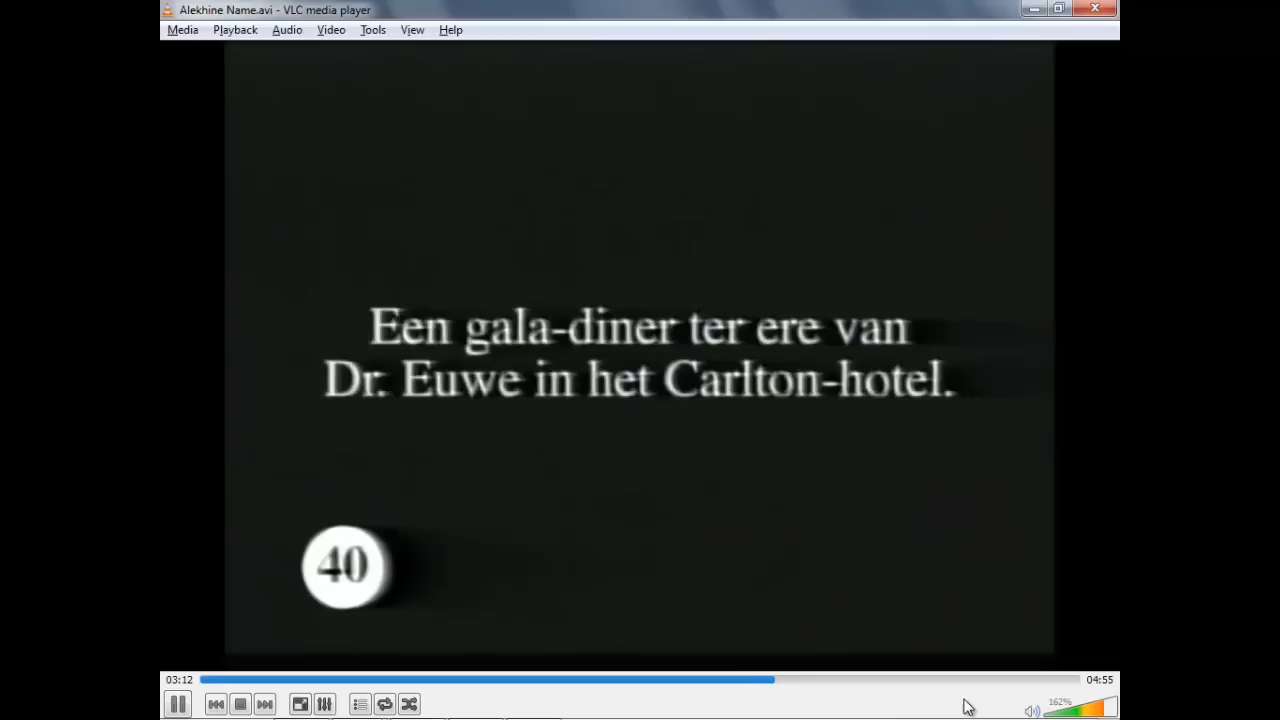 Alekhine Name.avi - VLC media player
Media Playback Audio Video Tools View Help
Een gala-diner ter ere van
Dr. Euwe in het Carlton-hotel.
40
03:12 04:55
162%